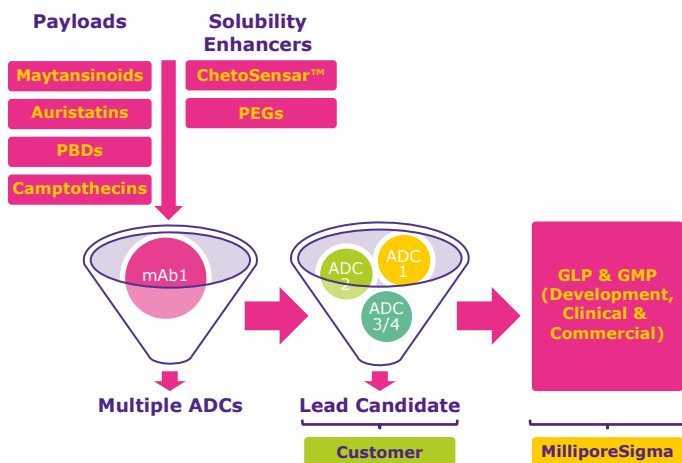 Payloads
Solubility
Enhancers
Maytansinoids
Auristatins
PBDs
Camptothecins
ChetoSensar™
PEGs
mAb1
ADC
2
ADC
1
ADC
3/4
GLP & GMP
(Development,
Clinical &
Commercial)
Multiple ADCs
Lead Candidate
Customer
MilliporeSigma